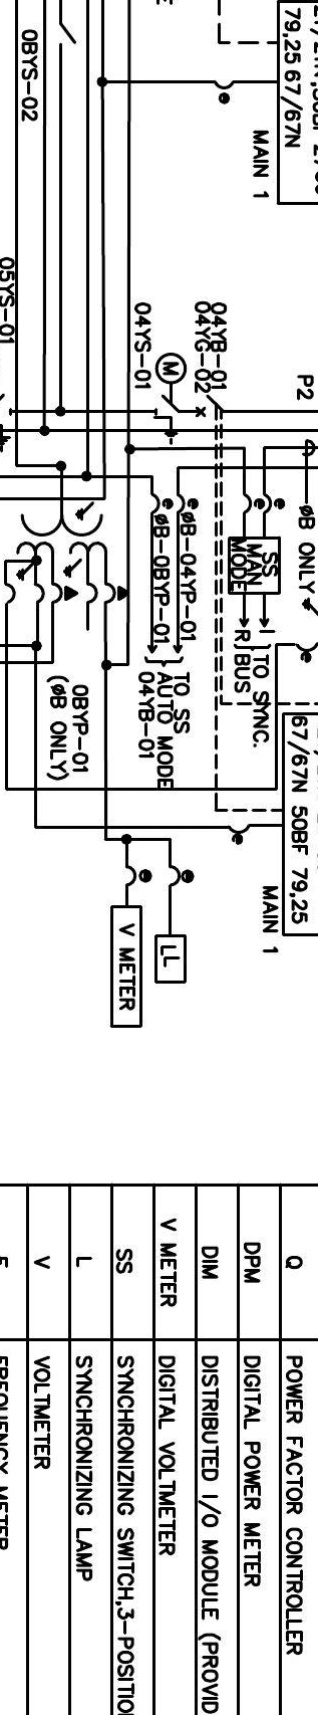 79,25 67/67N
MAIN 1
0BYS-02
05YS-01
04YS-01
M
04YB-01
04YG-02
P2
øB ONLY
e
e
e
e
e
e
øB-0BYP-01
øB-04YP-01
SS
MAN
MODE
I
R
TO SYNC.
BUS
TO SS
AUTO MODE
04YB-01
0BYP-01
(øB ONLY)
67/67N 50BF 79,25
MAIN 1
e
e
e
V METER
LL
Q POWER FACTOR CONTROLLER
DPM DIGITAL POWER METER
DIM DISTRIBUTED I/O MODULE
V METER DIGITAL VOLTMETER
SS SYNCHRONIZING SWITCH,3-POSITION
L SYNCHRONIZING LAMP
V VOLTMETER
F FREQUENCY METER